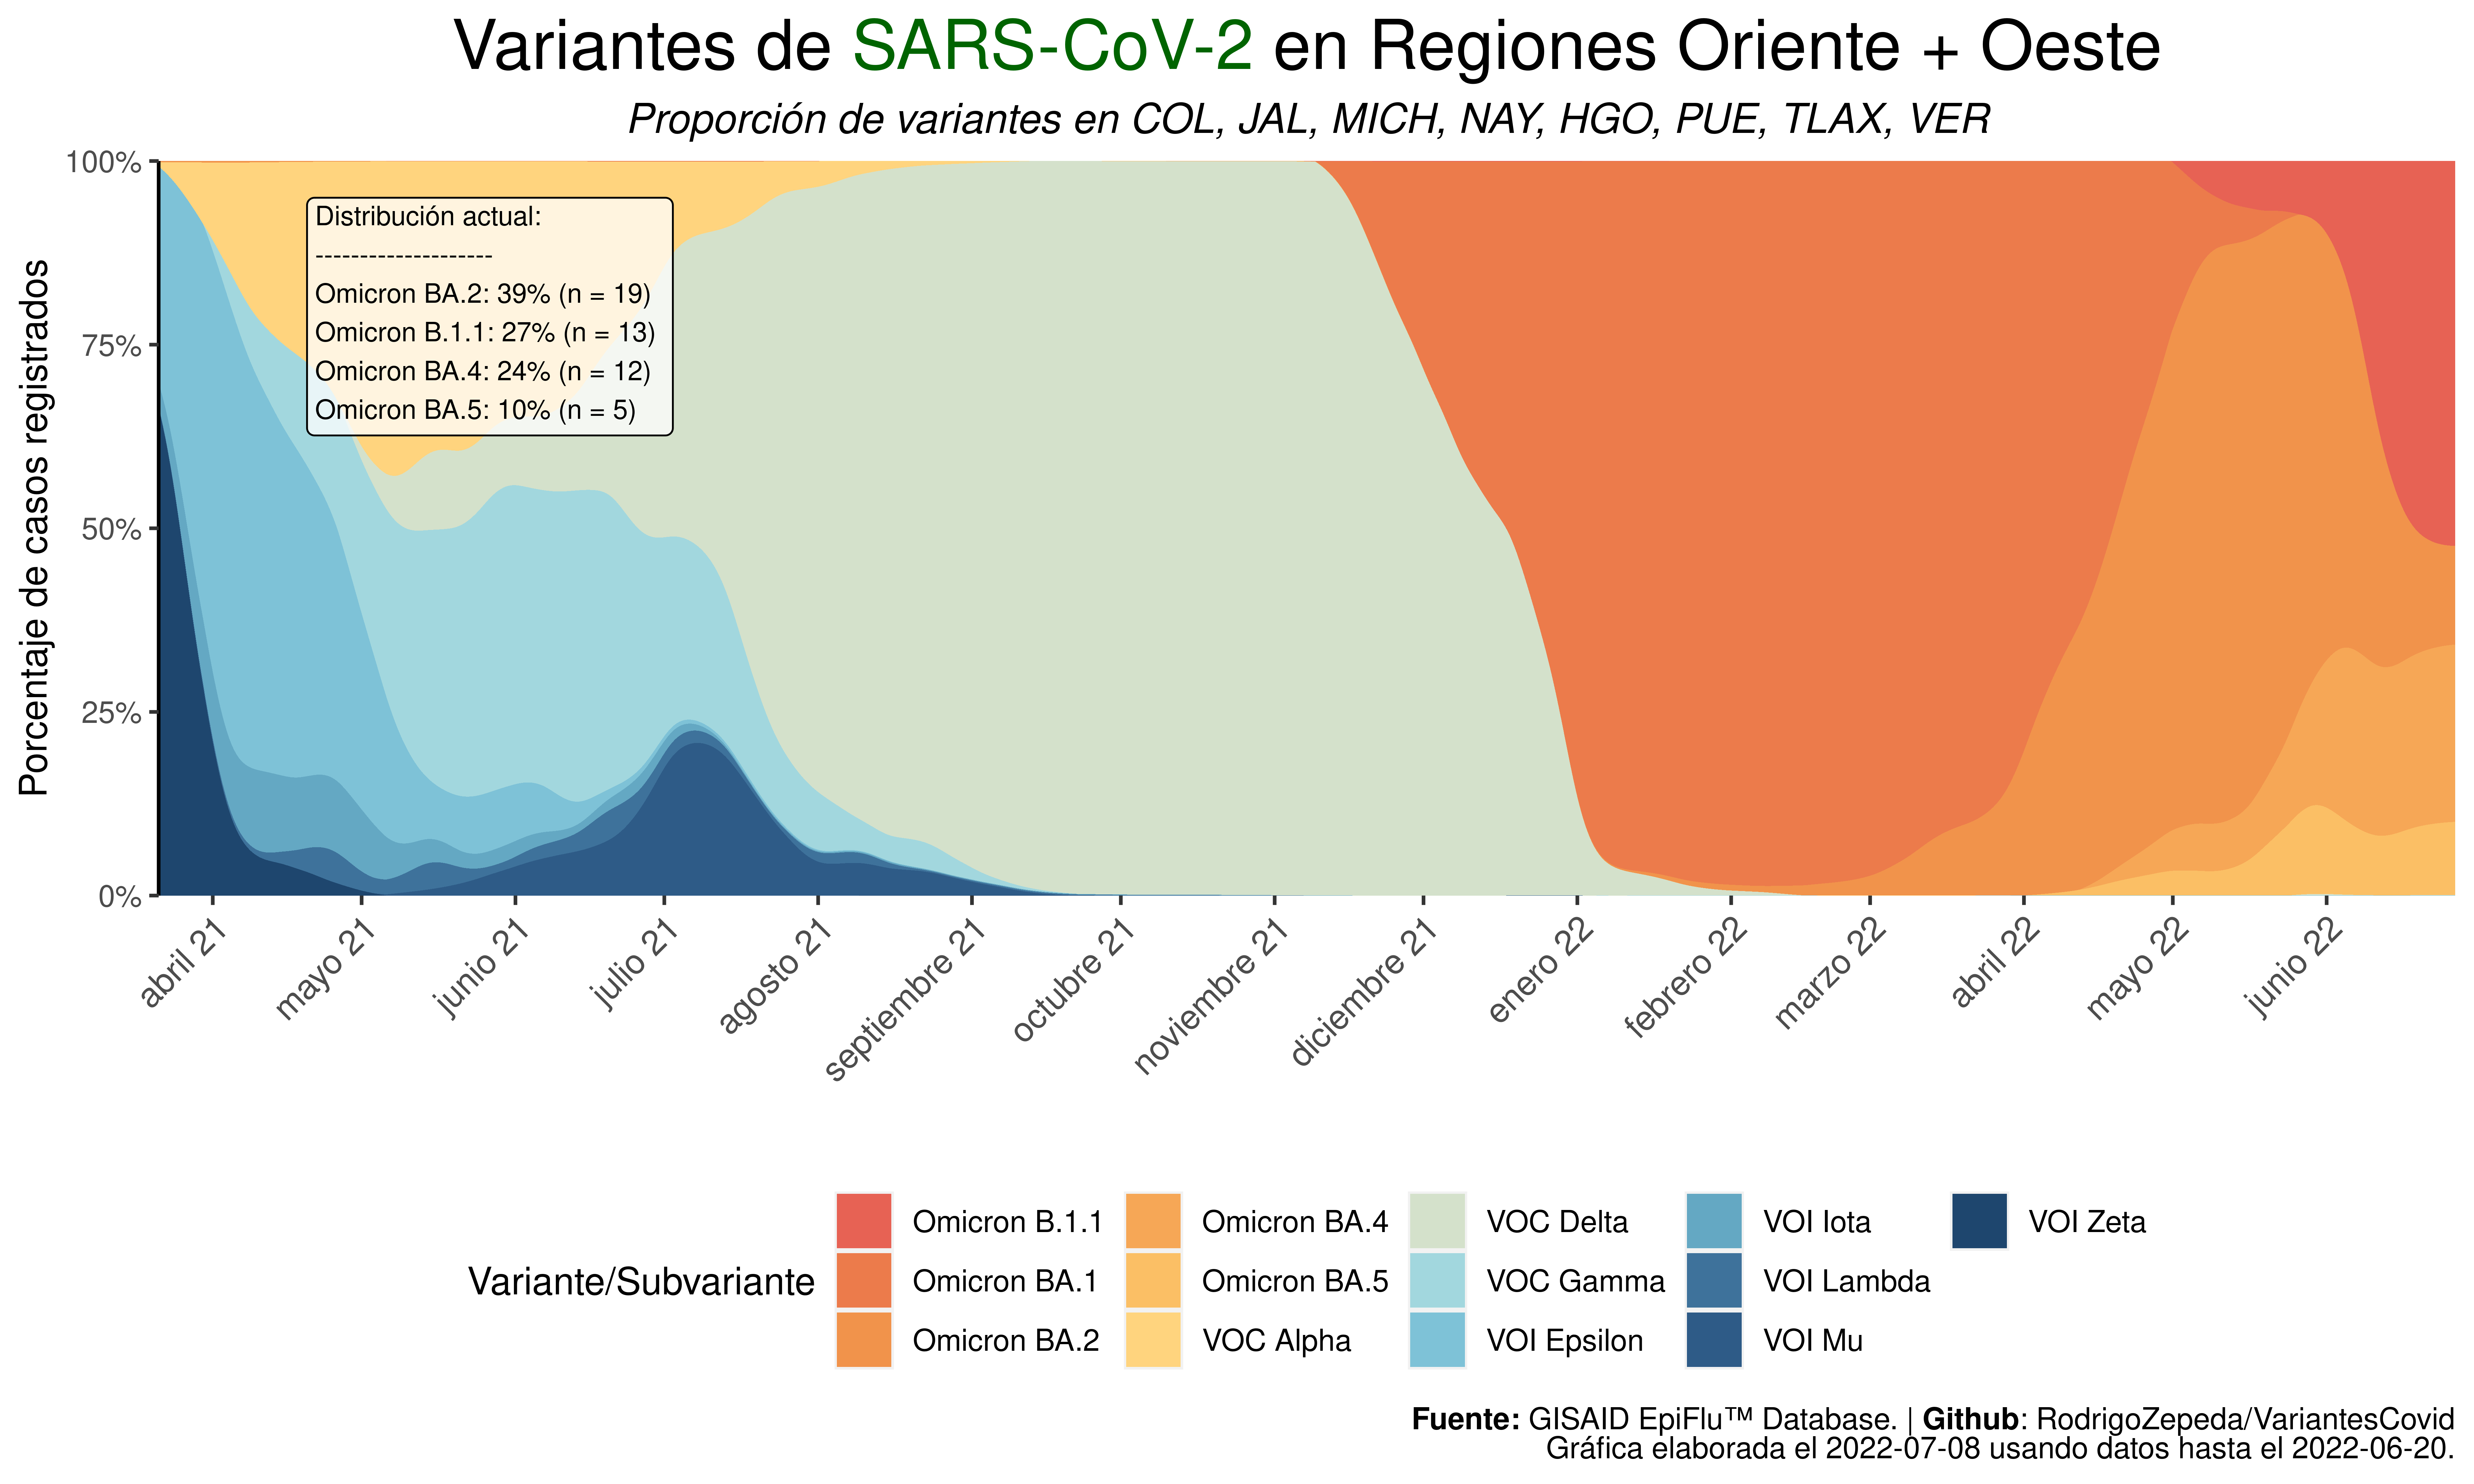 Variantes de SARS-CoV-2 en Regiones Oriente + Oeste
Proporción de variantes en COL, JAL, MICH, NAY, HGO, PUE, TLAX, VER
Porcentaje de casos registrados
100%
75%
50%
25%
0%
Distribución actual:
--------------------
Omicron BA.2: 39% (n = 19)
Omicron B.1.1: 27% (n = 13)
Omicron BA.4: 24% (n = 12)
Omicron BA.5: 10% (n = 5)
abril 21
mayo 21
junio 21
julio 21
agosto 21
septiembre 21
octubre 21
noviembre 21
diciembre 21
enero 22
febrero 22
marzo 22
abril 22
mayo 22
junio 22
Variante/Subvariante
Omicron B.1.1
Omicron BA.1
Omicron BA.2
Omicron BA.4
Omicron BA.5
VOC Alpha
VOC Delta
VOC Gamma
VOI Epsilon
VOI Iota
VOI Lambda
VOI Mu
VOI Zeta
Fuente: GISAID EpiFlu™ Database. | Github: RodrigoZepeda/VariantesCovid
Gráfica elaborada el 2022-07-08 usando datos hasta el 2022-06-20.